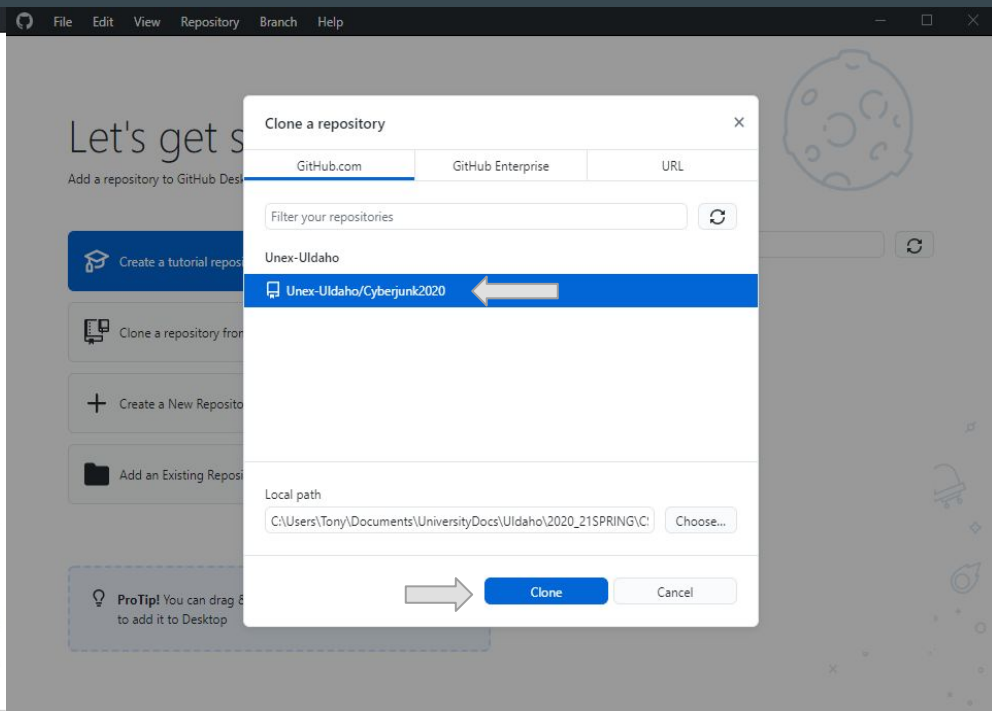 File Edit View Repository Branch Help
Let's get s
Add a repository to GitHub Desk
Create a tutorial reposi
Clone a repository from
Create a New Reposito
Add an Existing Reposi
ProTip! You can drag &
to add it to Desktop
Clone a repository
GitHub.com GitHub Enterprise URL
Filter your repositories
Unex-UIdaho
Unex-UIdaho/Cyberjunk2020
Local path
C:\Users\Tony\Documents\UniversityDocs\UIdaho\2020_21SPRING\C: Choose...
Clone Cancel